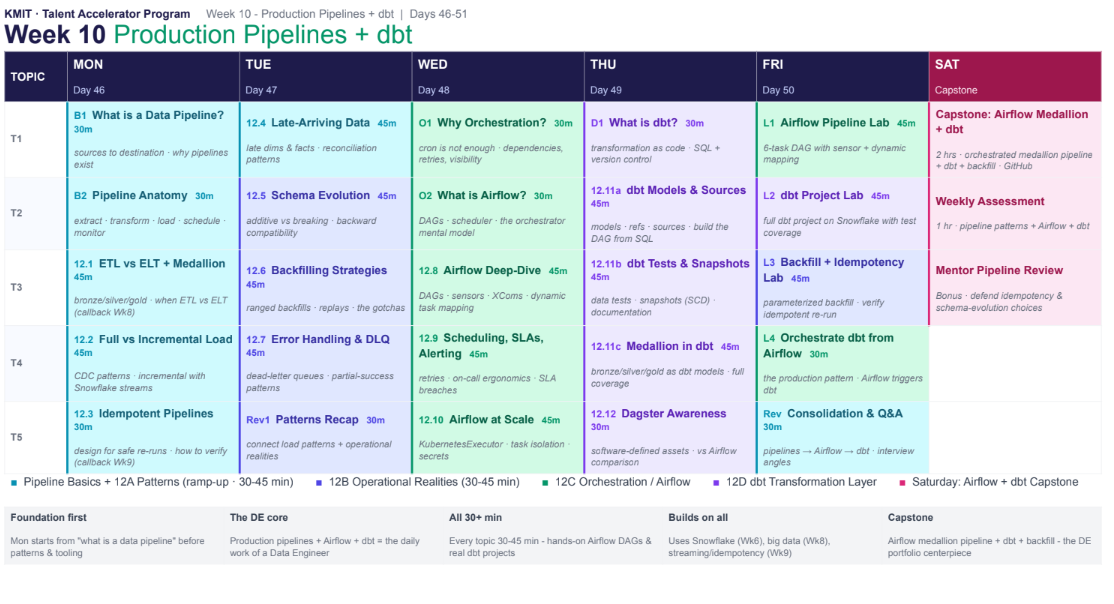 KMIT · Talent Accelerator Program Week 10 - Production Pipelines + dbt | Days 46-51
Week 10 Production Pipelines + dbt
TOPIC
MON
Day 46
TUE
Day 47
WED
Day 48
THU
Day 49
FRI
Day 50
SAT
Capstone
T1
B1 What is a Data Pipeline?
30m
sources to destination · why pipelines
exist
12.4 Late-Arriving Data 45m
late dims & facts · reconciliation
patterns
O1 Why Orchestration? 30m
cron is not enough · dependencies,
retries, visibility
D1 What is dbt? 30m
transformation as code · SQL +
version control
L1 Airflow Pipeline Lab 45m
6-task DAG with sensor + dynamic
mapping
Capstone: Airflow Medallion
+ dbt
2 hrs · orchestrated medallion pipeline
+ dbt + backfill · GitHub
T2
B2 Pipeline Anatomy 30m
extract · transform · load · schedule ·
monitor
12.5 Schema Evolution 45m
additive vs breaking · backward
compatibility
O2 What is Airflow? 30m
DAGs · scheduler · the orchestrator
mental model
12.11a dbt Models & Sources
45m
models · refs · sources · build the
DAG from SQL
L2 dbt Project Lab 45m
full dbt project on Snowflake with test
coverage
Weekly Assessment
1 hr · pipeline patterns + Airflow + dbt
T3
12.1 ETL vs ELT + Medallion
45m
bronze/silver/gold · when ETL vs ELT
(callback Wk8)
12.6 Backfilling Strategies
45m
ranged backfills · replays · the gotchas
12.8 Airflow Deep-Dive 45m
DAGs · sensors · XComs · dynamic
task mapping
12.11b dbt Tests & Snapshots
45m
data tests · snapshots (SCD) ·
documentation
L3 Backfill + Idempotency
Lab 45m
parameterized backfill · verify
idempotent re-run
Mentor Pipeline Review
Bonus · defend idempotency &
schema-evolution choices
T4
12.2 Full vs Incremental Load
45m
CDC patterns · incremental with
Snowflake streams
12.7 Error Handling & DLQ
45m
dead-letter queues · partial-success
patterns
12.9 Scheduling, SLAs,
Alerting 45m
retries · on-call ergonomics · SLA
breaches
12.11c Medallion in dbt 45m
bronze/silver/gold as dbt models · full
coverage
L4 Orchestrate dbt from
Airflow 30m
the production pattern · Airflow triggers
dbt
T5
12.3 Idempotent Pipelines
30m
design for safe re-runs · how to verify
(callback Wk9)
Rev1 Patterns Recap 30m
connect load patterns + operational
realities
12.10 Airflow at Scale 45m
KubernetesExecutor · task isolation ·
secrets
12.12 Dagster Awareness
30m
software-defined assets · vs Airflow
comparison
Rev Consolidation & Q&A
30m
pipelines → Airflow → dbt · interview
angles
■ Pipeline Basics + 12A Patterns (ramp-up · 30-45 min) ■ 12B Operational Realities (30-45 min) ■ 12C Orchestration / Airflow ■ 12D dbt Transformation Layer ■ Saturday: Airflow + dbt Capstone
Foundation first
Mon starts from "what is a data pipeline" before
patterns & tooling
The DE core
Production pipelines + Airflow + dbt = the daily
work of a Data Engineer
All 30+ min
Every topic 30-45 min - hands-on Airflow DAGs &
real dbt projects
Builds on all
Uses Snowflake (Wk6), big data (Wk8),
streaming/idempotency (Wk9)
Capstone
Airflow medallion pipeline + dbt + backfill - the DE
portfolio centerpiece